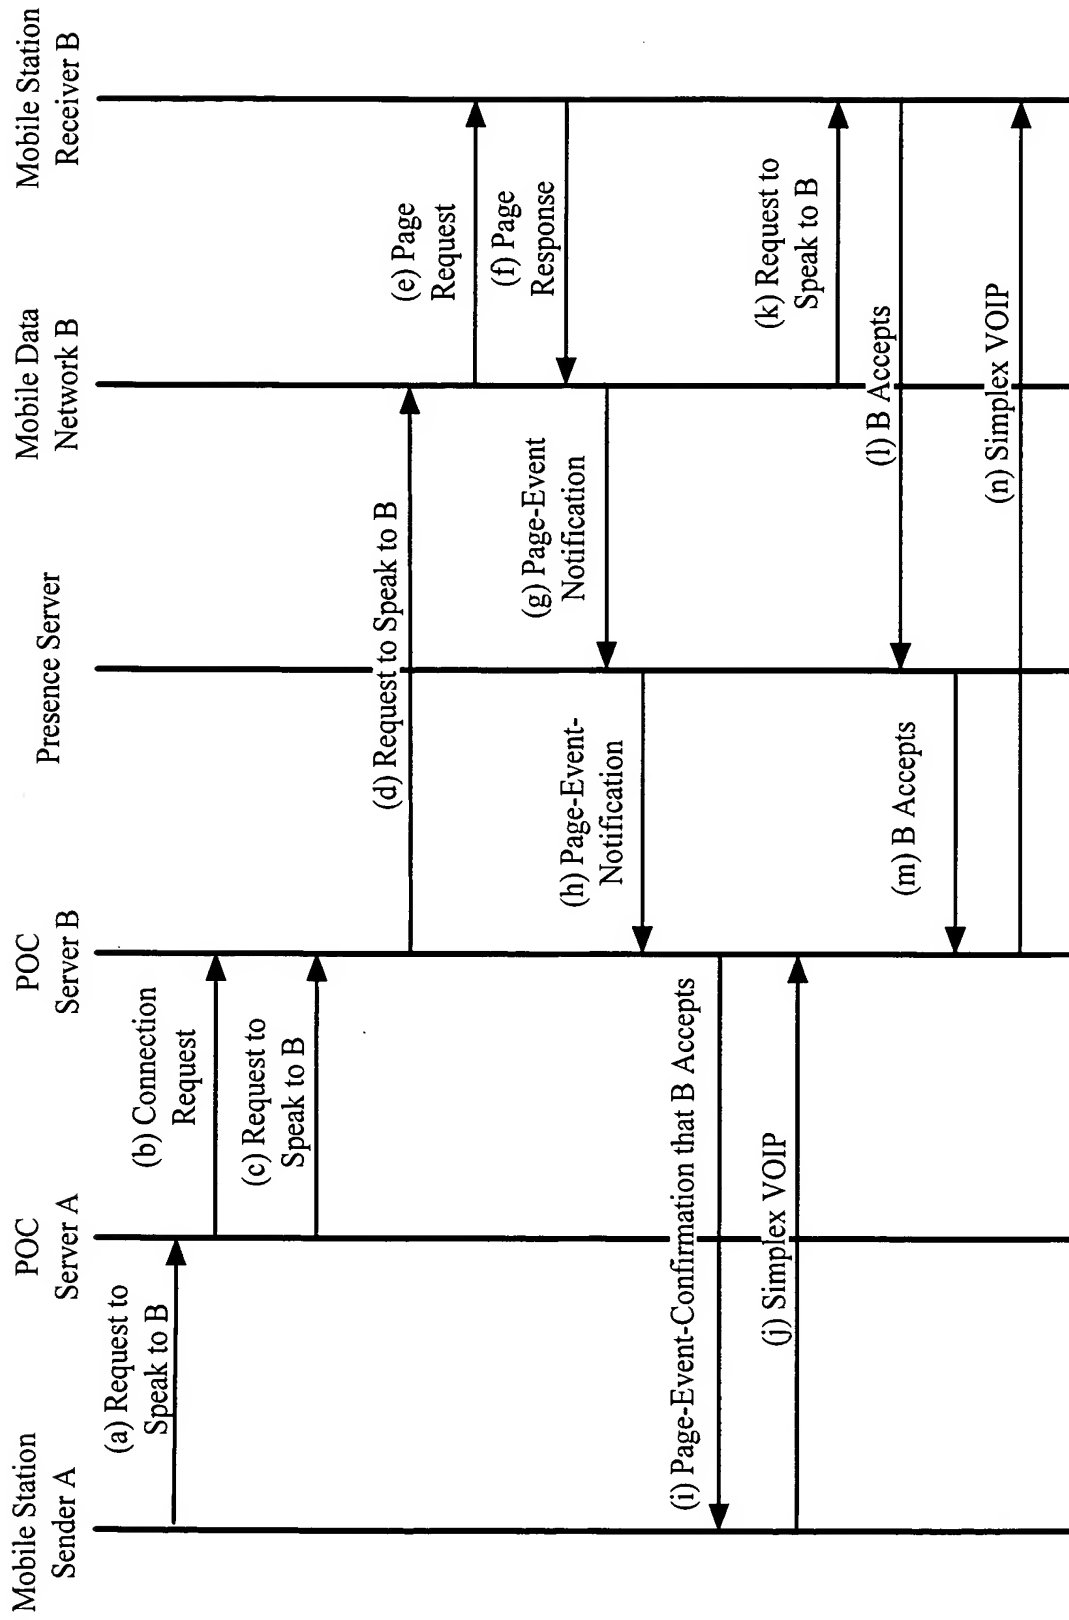 Mobile Station
Sender A
POC
Server A
POC
Server B
Presence Server
Mobile Data
Network B
Mobile Station
Receiver B
(a) Request to
Speak to B
(b) Connection
Request
(c) Request to
Speak to B
(d) Request to Speak to B
(e) Page
Request
(f) Page
Response
(g) Page-Event
Notification
(h) Page-Event-
Notification
(i) Page-Event-Confirmation that B Accepts
(j) Simplex VOIP
(k) Request to
Speak to B
(l) B Accepts
(m) B Accepts
(n) Simplex VOIP